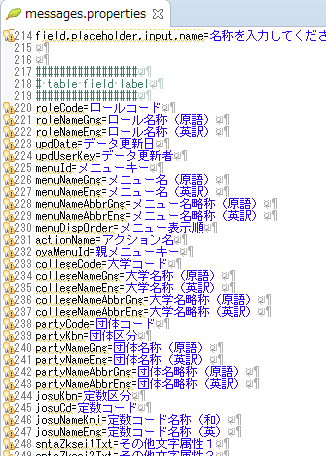 messages.properties
214 field.placeholder.input.name=名称を入力してくださ
215
216
217 ##################
218 # table field label
219 ##################
220 roleCode=ロールコード
221 roleNameGng=ロール名称（原語）
222 roleNameEng=ロール名称（英訳）
223 updDate=データ更新日
224 updUserKey=データ更新者
225 menuId=メニューキー
226 menuNameGng=メニュー名（原語）
227 menuNameEng=メニュー名（英訳）
228 menuNameAbbrGng=メニュー名略称（原語）
229 menuNameAbbrEng=メニュー名略称（英訳）
230 menuDispOrder=メニュー表示順
231 actionName=アクション名
232 oyaMenuId=親メニューキー
233 collegeCode=大学コード
234 collegeNameGng=大学名称（原語）
235 collegeNameEng=大学名称（英訳）
236 collegeNameAbbrGng=大学名略称（原語）
237 collegeNameAbbrEng=大学名略称（英訳）
238 partyCode=団体コード
239 partyKbn=団体区分
240 partyNameGng=団体名称（原語）
241 partyNameEng=団体名称（英訳）
242 partyNameAbbrGng=団体名略称（原語）
243 partyNameAbbrEng=団体名略称（英訳）
244 josuKbn=定数区分
245 josuCd=定数コード
246 josuNameKnj=定数コード名称（和）
247 josuNameEng=定数コード名称（英）
248 sntaZksei1Txt=その他文字属性１